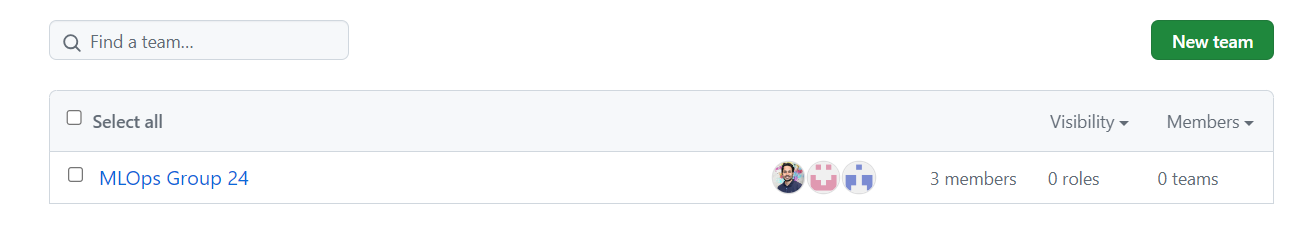 Find a team...
New team
Select all
Visibility
Members
MLOps Group 24
3 members
0 roles
0 teams